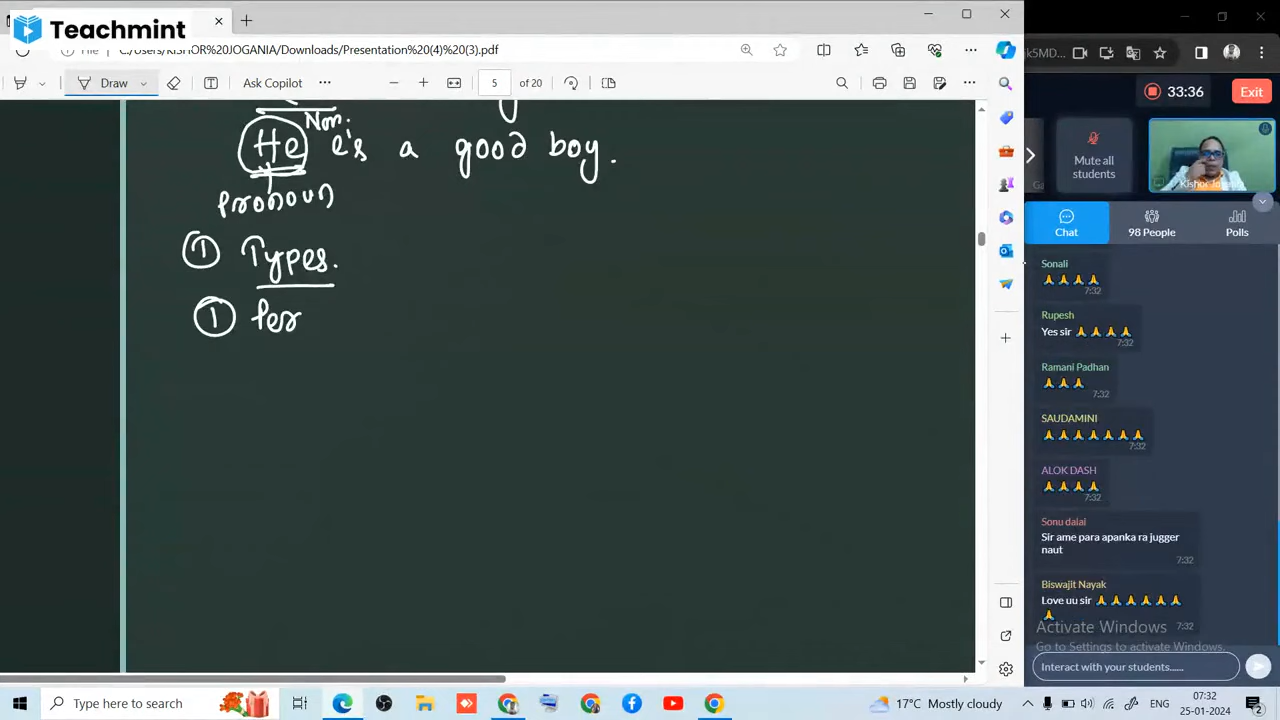 Teachmint
File C:/Users/KISHOR%20JOGANIA/Downloads/Presentation%20(4)%20(3).pdf
Draw Ask Copilot 5 of 20
33:36 Exit
Mute all
students
Chat 98 People Polls
Non.
He is a good boy.
pronoun
① Types.
① Per
Sonali
🙏🙏🙏🙏
7:32
Rupesh
Yes sir 🙏🙏🙏🙏
7:32
Ramani Padhan
🙏🙏🙏
7:32
SAUDAMINI
🙏🙏🙏🙏🙏🙏🙏
7:32
ALOK DASH
🙏🙏🙏🙏
7:32
Sonu dalai
Sir ame para apanka ra jugger
naut
7:32
Biswajit Nayak
Love uu sir 🙏🙏🙏🙏🙏🙏
🙏
7:32
Activate Windows
Go to Settings to activate Windows.
Interact with your students......
Type here to search
17°C Mostly cloudy
07:32
25-01-2024
2